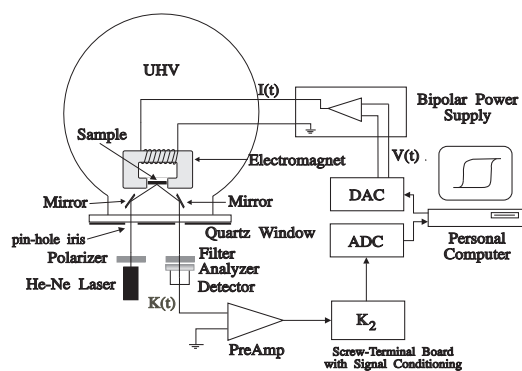 UHV
I(t)
Bipolar Power
Supply
Sample
Electromagnet
V(t)
DAC
Mirror
Mirror
pin-hole iris
Quartz Window
ADC
Personal
Computer
Polarizer
Filter
Analyzer
He-Ne Laser
Detector
K(t)
K2
PreAmp
Screw-Terminal Board
with Signal Conditioning